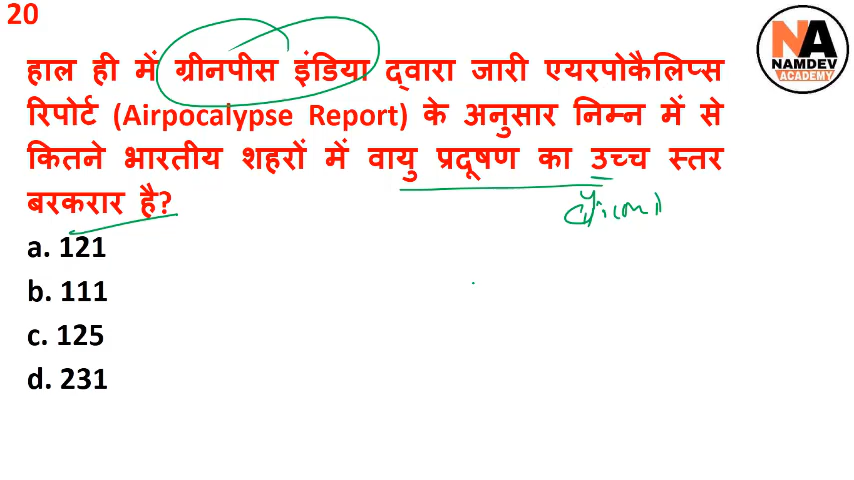 20
हाल ही में ग्रीनपीस इंडिया द्वारा जारी एयरपोकैलिप्स
रिपोर्ट (Airpocalypse Report) के अनुसार निम्न में से
कितने भारतीय शहरों में वायु प्रदूषण का उच्च स्तर
बरकरार है?
a. 121
b. 111
c. 125
d. 231
NA
NAMDEV
ACADEMY